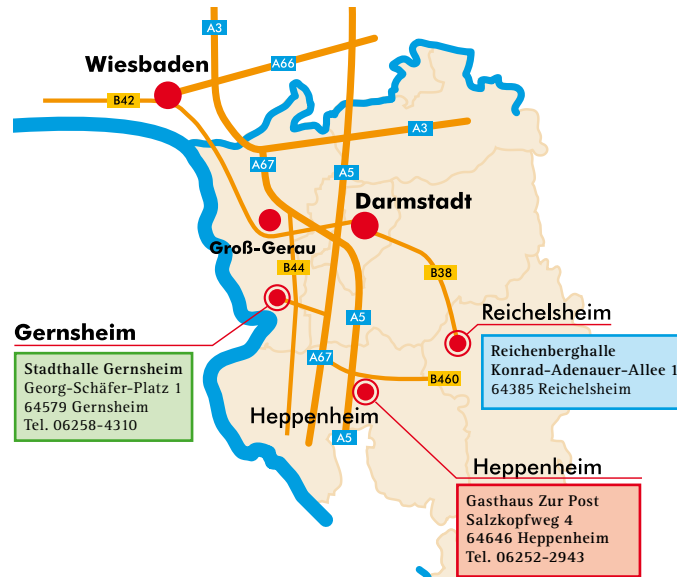 A3
Wiesbaden
A66
B42
A3
A67
A5
Darmstadt
Groß-Gerau
B44
B38
Reichelsheim
A5
Gernsheim
Reichenberghalle
Konrad-Adenauer-Allee 1
64385 Reichelsheim
Stadthalle Gernsheim
Georg-Schäfer-Platz 1
64579 Gernsheim
Tel. 06258-4310
A67
B460
Heppenheim
A5
Heppenheim
Gasthaus Zur Post
Salzkopfweg 4
64646 Heppenheim
Tel. 06252-2943